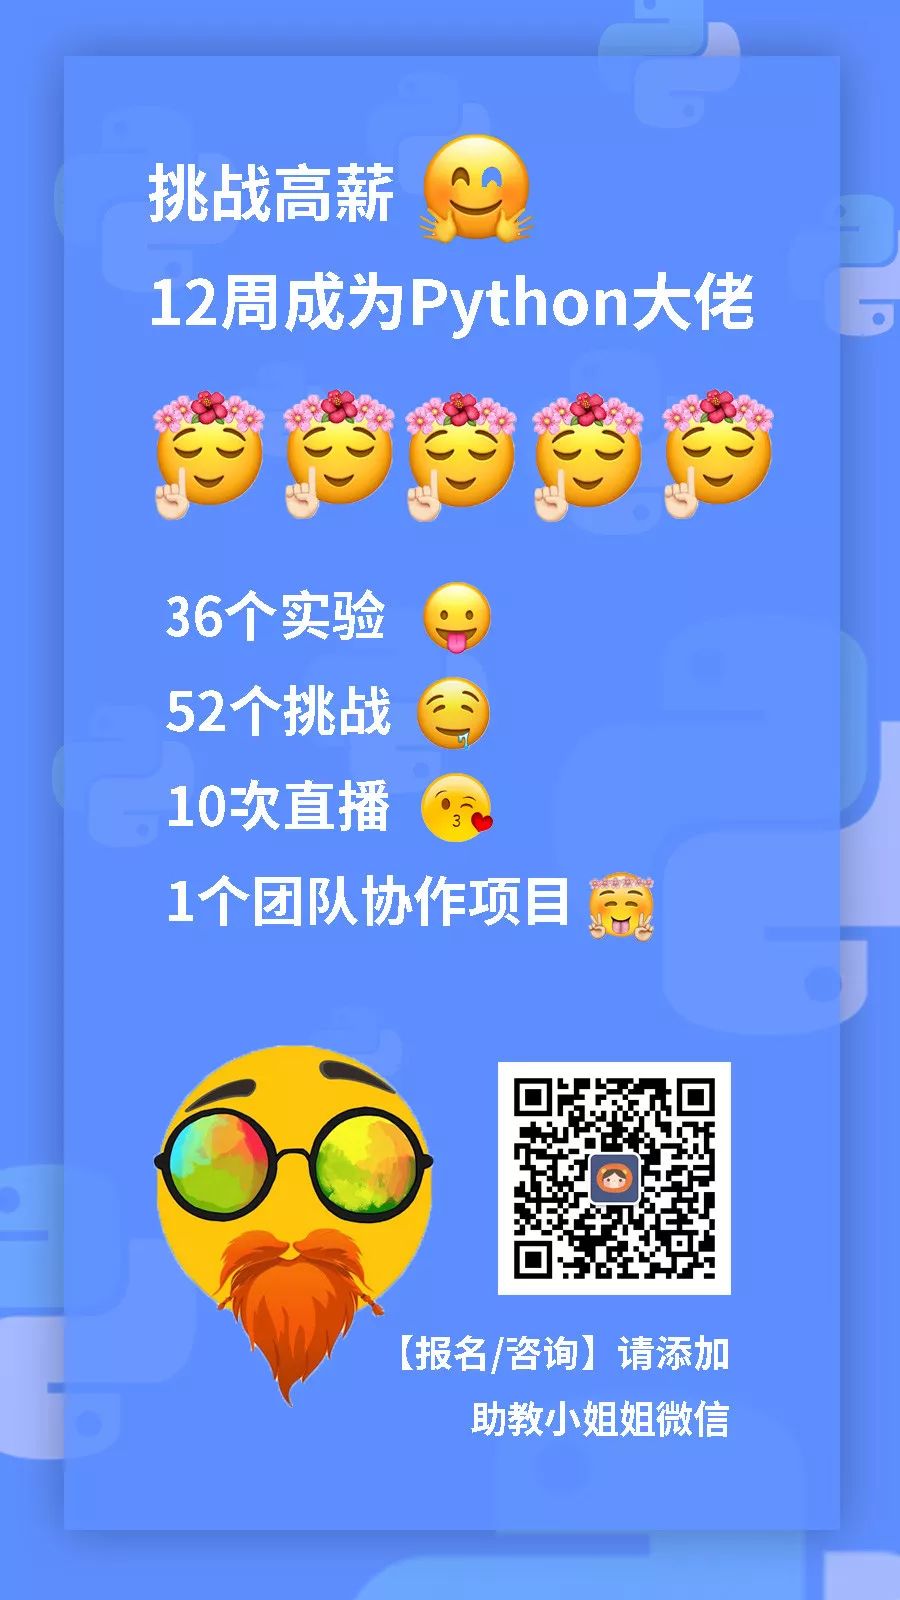 挑战高薪
12周成为Python大佬
36个实验
52个挑战
10次直播
1个团队协作项目
【报名/咨询】请添加
助教小姐姐微信